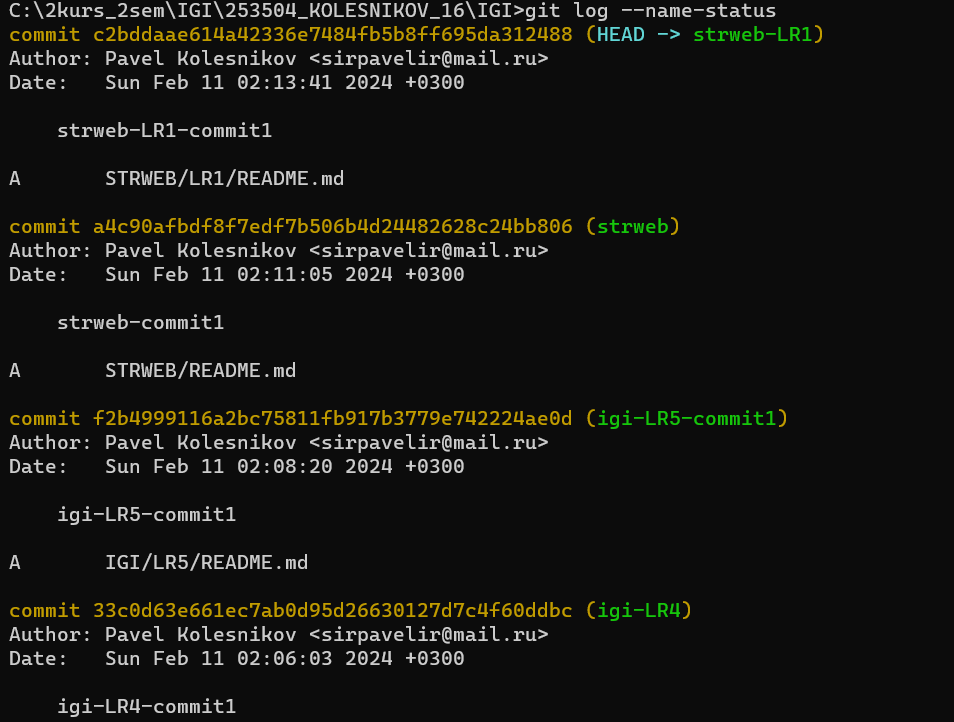 C:\2kurs_2sem\IGI\253504_KOLESNIKOV_16\IGI>git log --name-status
commit c2bddaae614a42336e7484fb5b8ff695da312488 (HEAD -> strweb-LR1)
Author: Pavel Kolesnikov <sirpavelir@mail.ru>
Date:   Sun Feb 11 02:13:41 2024 +0300
    strweb-LR1-commit1
A       STRWEB/LR1/README.md
commit a4c90afbdf8f7edf7b506b4d24482628c24bb806 (strweb)
Author: Pavel Kolesnikov <sirpavelir@mail.ru>
Date:   Sun Feb 11 02:11:05 2024 +0300
    strweb-commit1
A       STRWEB/README.md
commit f2b4999116a2bc75811fb917b3779e742224ae0d (igi-LR5-commit1)
Author: Pavel Kolesnikov <sirpavelir@mail.ru>
Date:   Sun Feb 11 02:08:20 2024 +0300
    igi-LR5-commit1
A       IGI/LR5/README.md
commit 33c0d63e661ec7ab0d95d26630127d7c4f60ddbc (igi-LR4)
Author: Pavel Kolesnikov <sirpavelir@mail.ru>
Date:   Sun Feb 11 02:06:03 2024 +0300
    igi-LR4-commit1